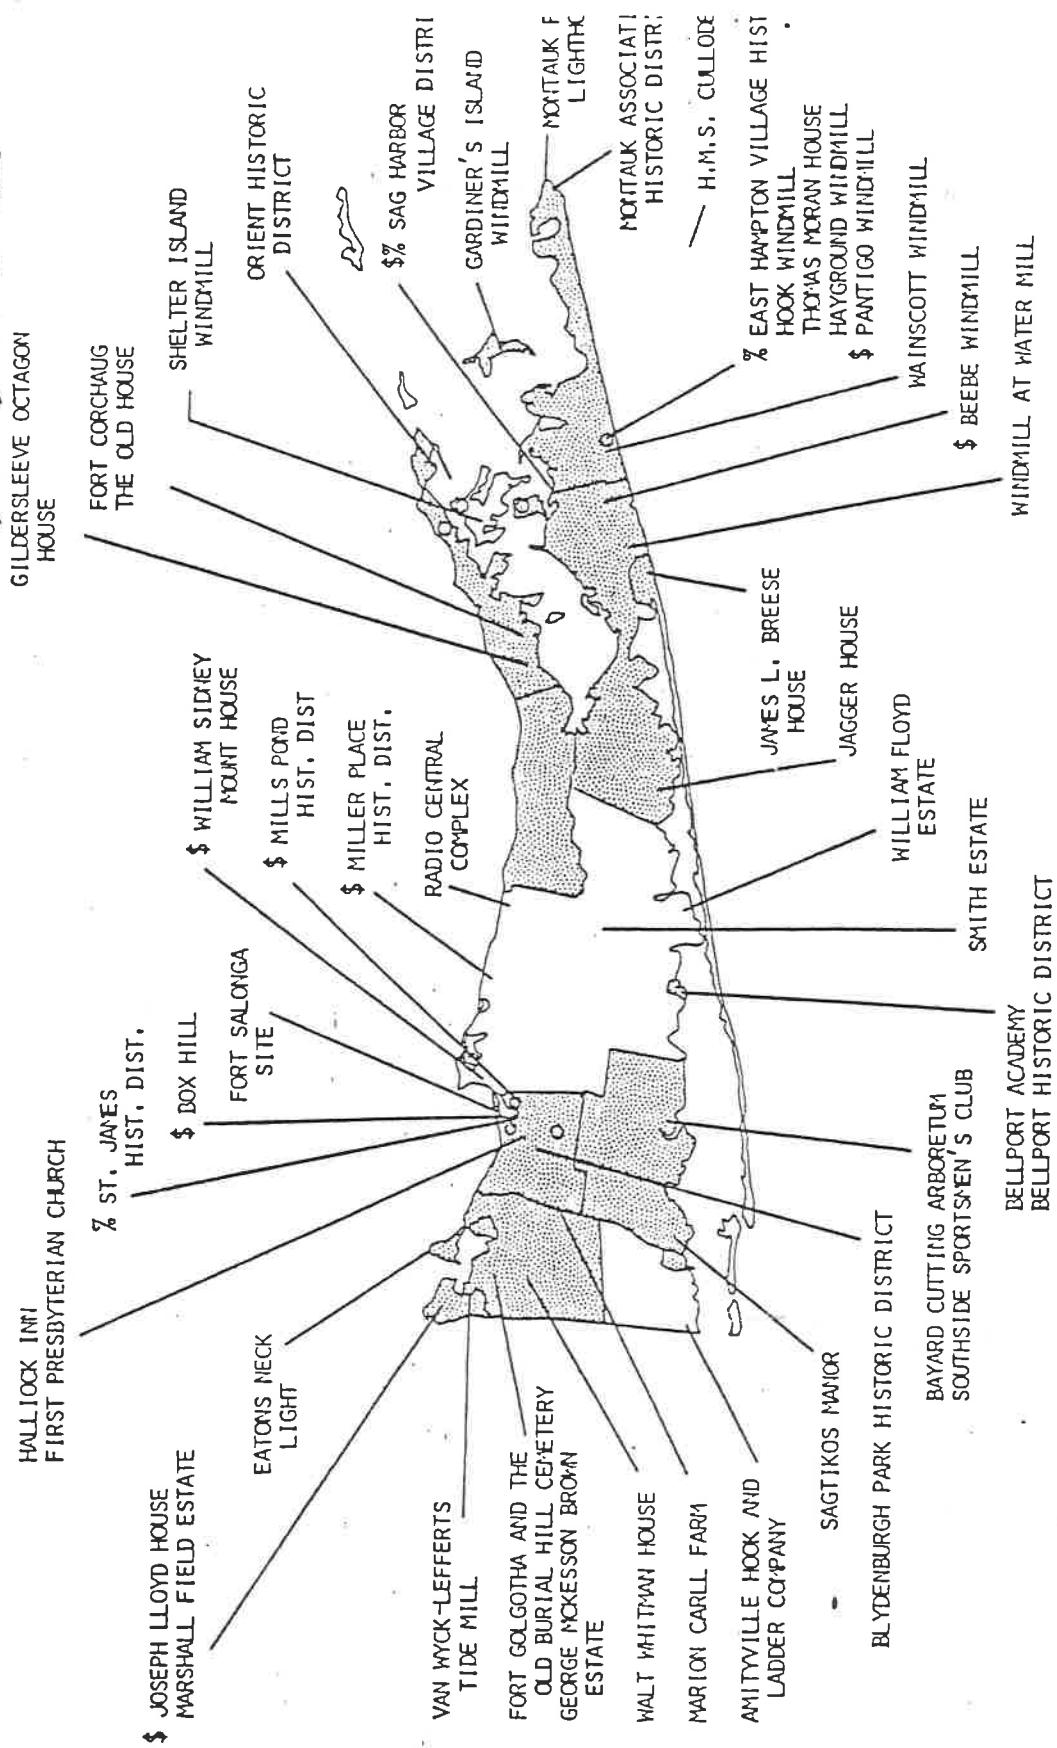 HALLIOCK INN
FIRST PRESBYTERIAN CHURCH
% ST. JAMES
HIST. DIST.
$ BOX HILL
FORT SALONGA
SITE
$ WILLIAM SIDNEY
MOUNT HOUSE
$ MILLS POND
HIST. DIST
$ MILLER PLACE
HIST. DIST.
RADIO CENTRAL
COMPLEX
GILDERSLEEVE OCTAGON
HOUSE
FORT CORCHAUG
THE OLD HOUSE
SHELTER ISLAND
WINDMILL
ORIENT HISTORIC
DISTRICT
$% SAG HARBOR
VILLAGE DISTRI
GARDINER'S ISLAND
WINDMILL
MONTAUK P
LIGHTHO
MONTAUK ASSOCIATI
HISTORIC DISTR
H.M.S. CULLODE
% EAST HAMPTON VILLAGE HIST
HOOK WINDMILL
THOMAS MORAN HOUSE
HAYGROUND WINDMILL
$ PANTIGO WINDMILL
WAINSCOTT WINDMILL
$ BEEBE WINDMILL
WINDMILL AT WATER MILL
JAMES L. BREESE
HOUSE
JAGGER HOUSE
WILLIAM FLOYD
ESTATE
SMITH ESTATE
BELLPORT ACADEMY
BELLPORT HISTORIC DISTRICT
BAYARD CUTTING ARBORETUM
SOUTHSIDE SPORTSMEN'S CLUB
BLYDENBURGH PARK HISTORIC DISTRICT
SAGTIKOS MANOR
AMITYVILLE HOOK AND
LADDER COMPANY
MARION CARLL FARM
WALT WHITMAN HOUSE
FORT GOLGOTHA AND THE
OLD BURIAL HILL CEMETERY
GEORGE MCKESSON BROWN
ESTATE
VAN WYCK-LEFFERTS
TIDE MILL
EATONS NECK
LIGHT
$ JOSEPH LLOYD HOUSE
MARSHALL FIELD ESTATE